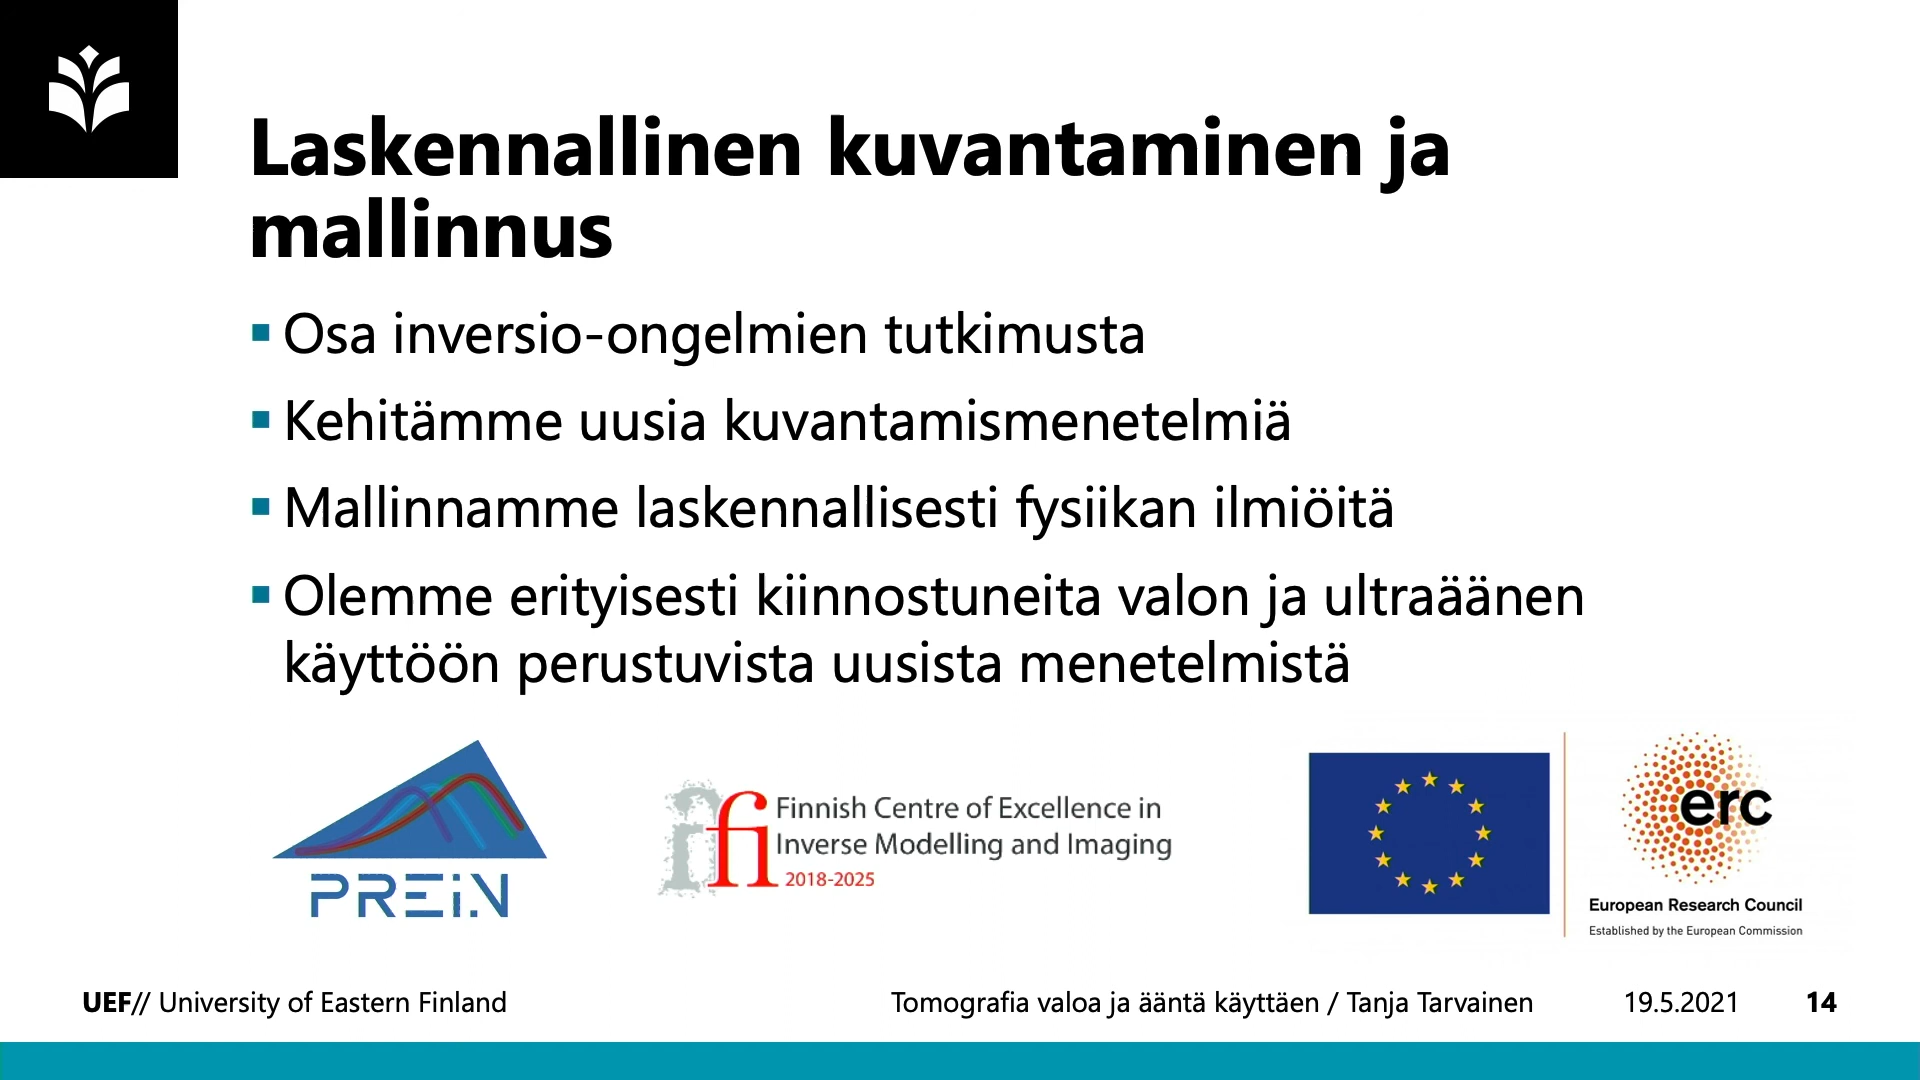 Laskennallinen kuvantaminen ja
mallinnus
Osa inversio-ongelmien tutkimusta
Kehitämme uusia kuvantamismenetelmiä
Mallinnamme laskennallisesti fysiikan ilmiöitä
Olemme erityisesti kiinnostuneita valon ja ultraäänen
käyttöön perustuvista uusista menetelmistä
PREIN
fi Finnish Centre of Excellence in
Inverse Modelling and Imaging
2018-2025
erc
European Research Council
Established by the European Commission
UEF// University of Eastern Finland
Tomografia valoa ja ääntä käyttäen / Tanja Tarvainen
19.5.2021
14